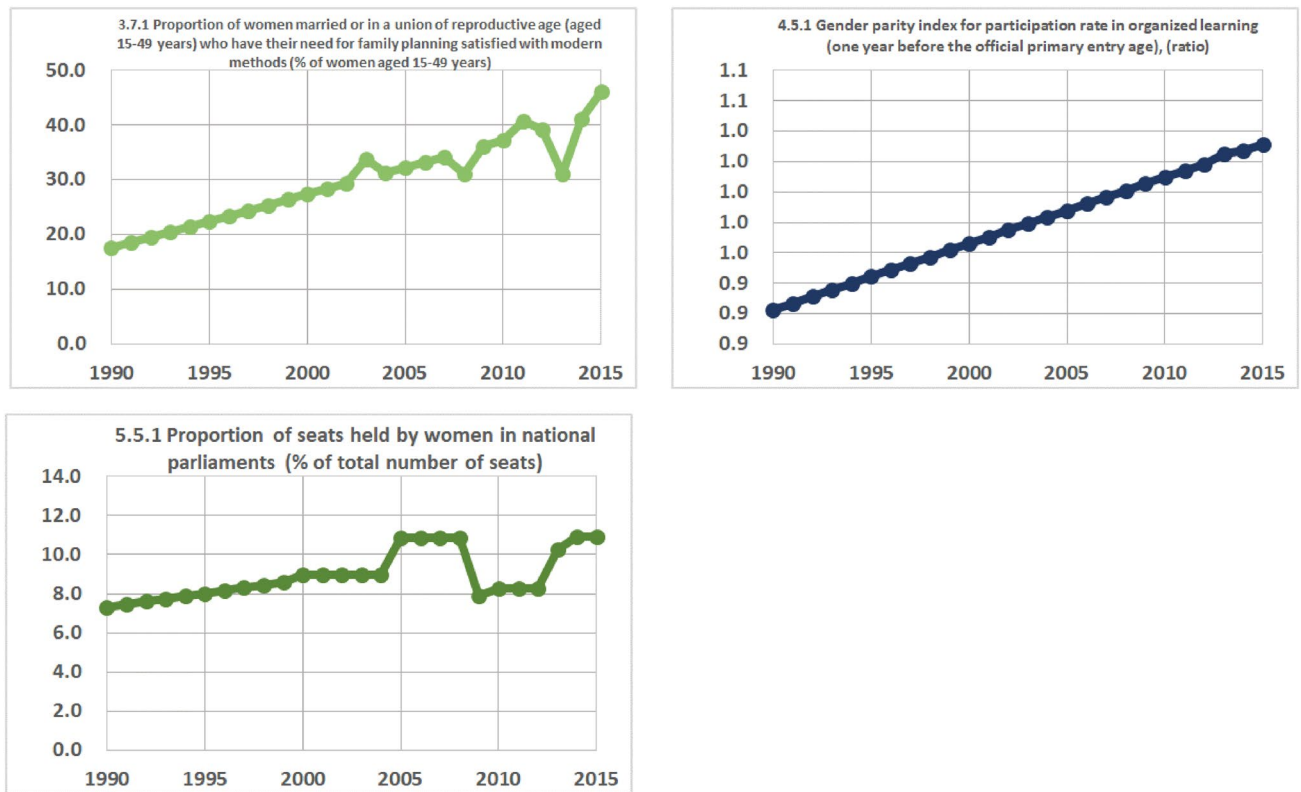 3.7.1 Proportion of women married or in a union of reproductive age (aged
15-49 years) who have their need for family planning satisfied with modern
methods (% of women aged 15-49 years)
50.0
40.0
30.0
20.0
10.0
0.0
1990 1995 2000 2005 2010 2015
4.5.1 Gender parity index for participation rate in organized learning
(one year before the official primary entry age), (ratio)
1.1
1.1
1.0
1.0
1.0
1.0
1.0
0.9
0.9
0.9
1990 1995 2000 2005 2010 2015
5.5.1 Proportion of seats held by women in national
parliaments (% of total number of seats)
14.0
12.0
10.0
8.0
6.0
4.0
2.0
0.0
1990 1995 2000 2005 2010 2015